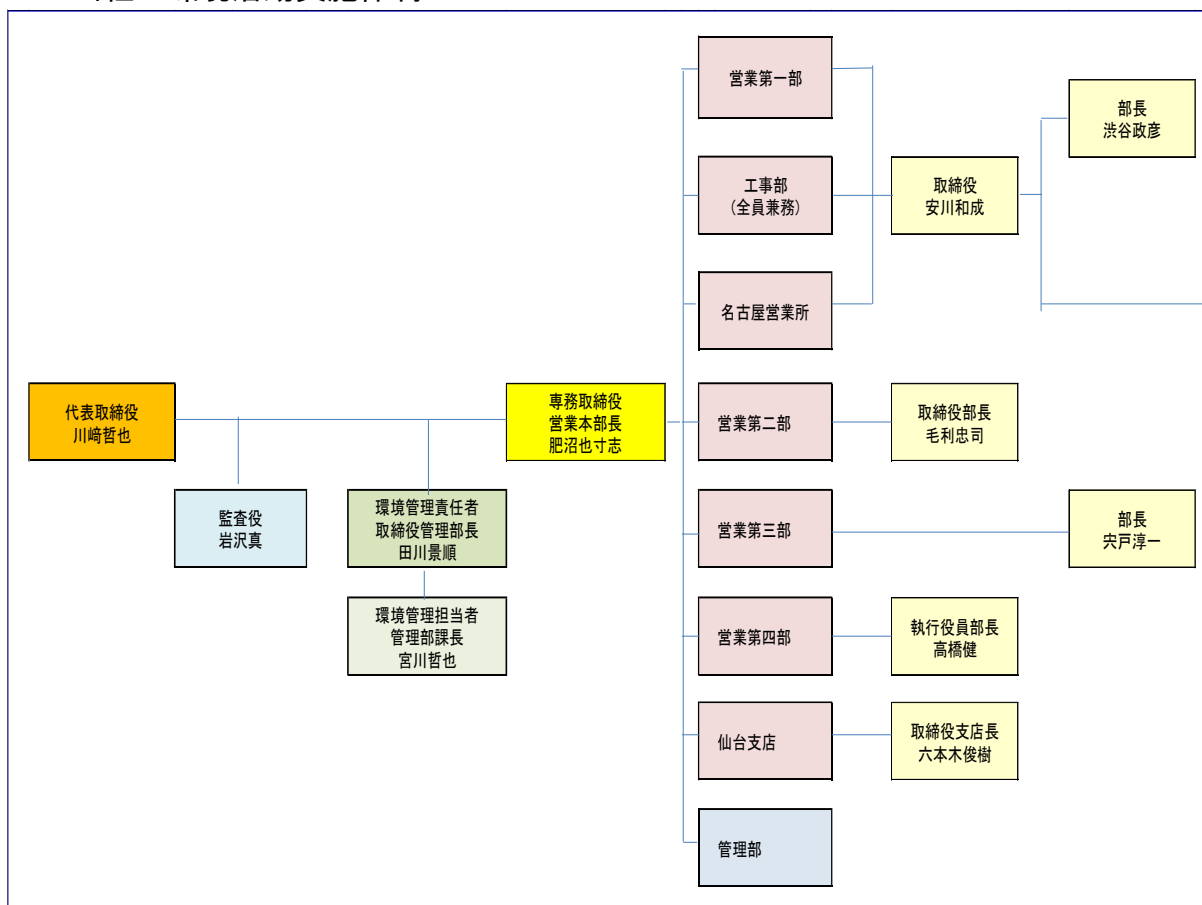 営業第一部
部長
渋谷政彦
工事部
(全員兼務)
取締役
安川和成
名古屋営業所
代表取締役
川﨑哲也
専務取締役
営業本部長
肥沼也寸志
営業第二部
取締役部長
毛利忠司
監査役
岩沢真
環境管理責任者
取締役管理部長
田川景順
営業第三部
部長
宍戸淳一
環境管理担当者
管理部課長
宮川哲也
営業第四部
執行役員部長
高橋健
仙台支店
取締役支店長
六本木俊樹
管理部